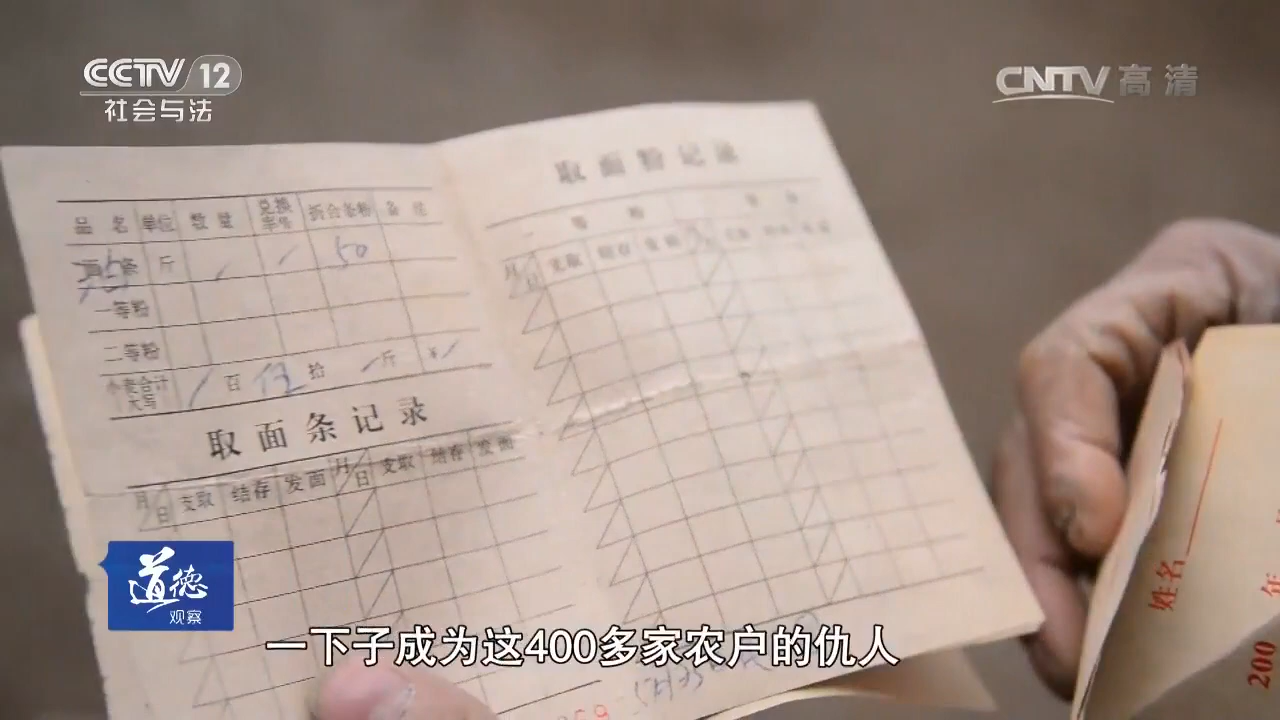 CCTV 12
社会与法
CNTV 高清
取面粉记录
品名 单位 数量 兑换率% 折合条粉 备注
斤 50
一等粉
二等粉
小麦合计大写 百 伍 拾 斤
取面条记录
月 日 支取 结存 发面 月 日 支取 结存 发面
月 日 支取 结存 发面
道德
观察
一下子成为这400多家农户的仇人
姓名
200 年